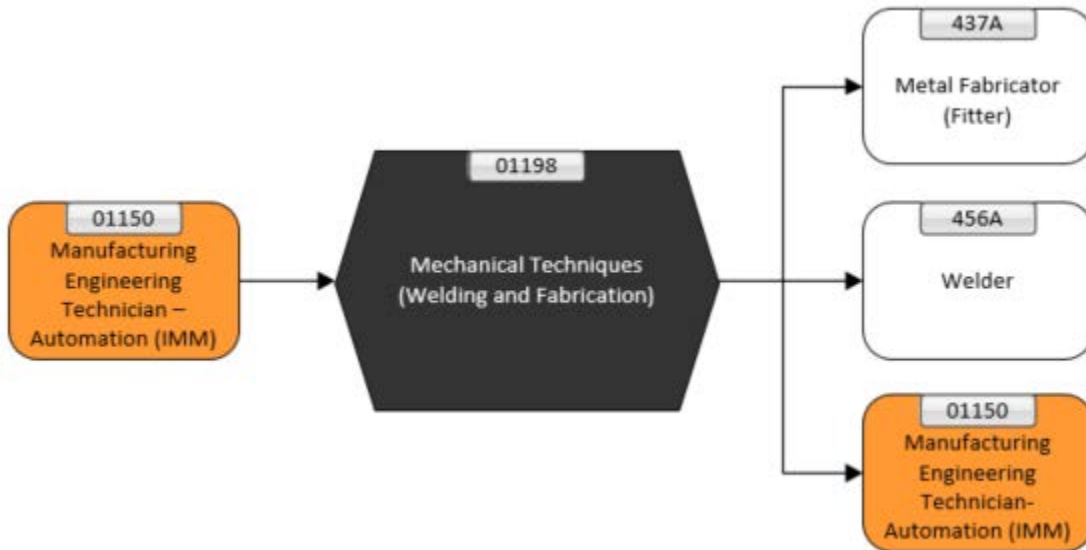 01150
Manufacturing
Engineering
Technician –
Automation (IMM)
01198
Mechanical Techniques
(Welding and Fabrication)
437A
Metal Fabricator
(Fitter)
456A
Welder
01150
Manufacturing
Engineering
Technician-
Automation (IMM)